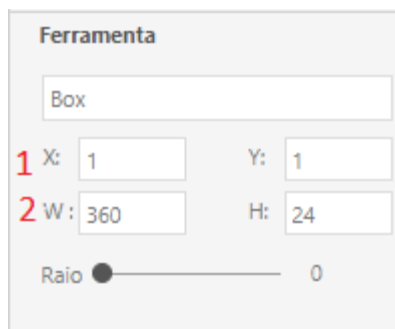 Ferramenta
Box
1 X: 1 Y: 1
2 W : 360 H: 24
Raio 0